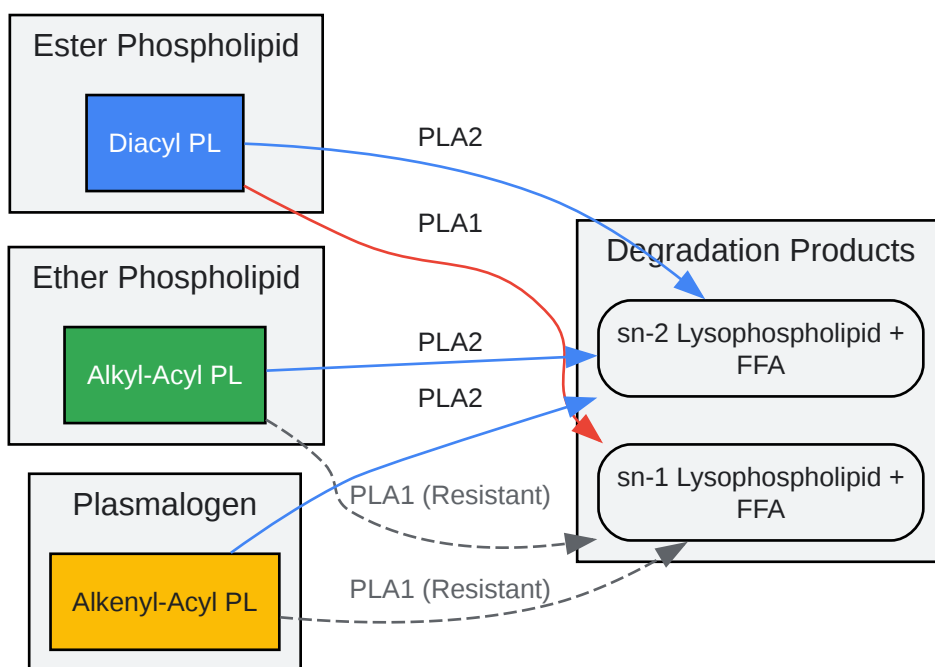 Ester Phospholipid
Diacyl PL
PLA2
PLA1
Degradation Products
Ether Phospholipid
sn-2 Lysophospholipid +
FFA
Alkyl-Acyl PL
PLA2
PLA2
sn-1 Lysophospholipid +
FFA
Plasmalogen
PLA1 (Resistant)
Alkenyl-Acyl PL
PLA1 (Resistant)